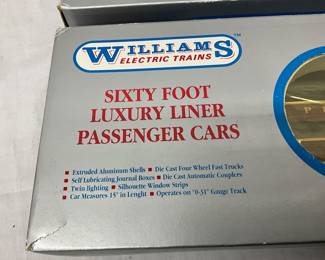 WILLIAMS ™
ELECTRIC TRAINS
SIXTY FOOT
LUXURY LINER
PASSENGER CARS
• Extruded Aluminum Shells • Die Cast Four Wheel Fast Trucks
• Self Lubricating Journal Boxes • Die Cast Automatic Couplers
• Twin lighting • Silhouette Window Strips
• Car Measures 15" in Lenght • Operates on "0-31" Gauge Track